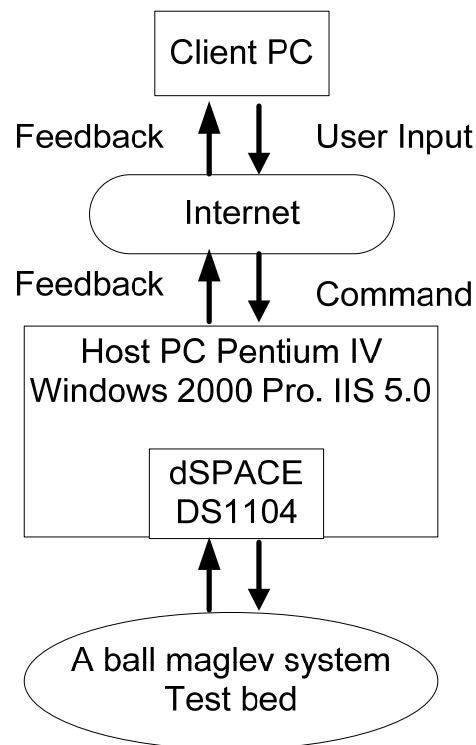 Client PC
Feedback
User Input
Internet
Feedback
Command
Host PC Pentium IV
Windows 2000 Pro. IIS 5.0
dSPACE
DS1104
A ball maglev system
Test bed